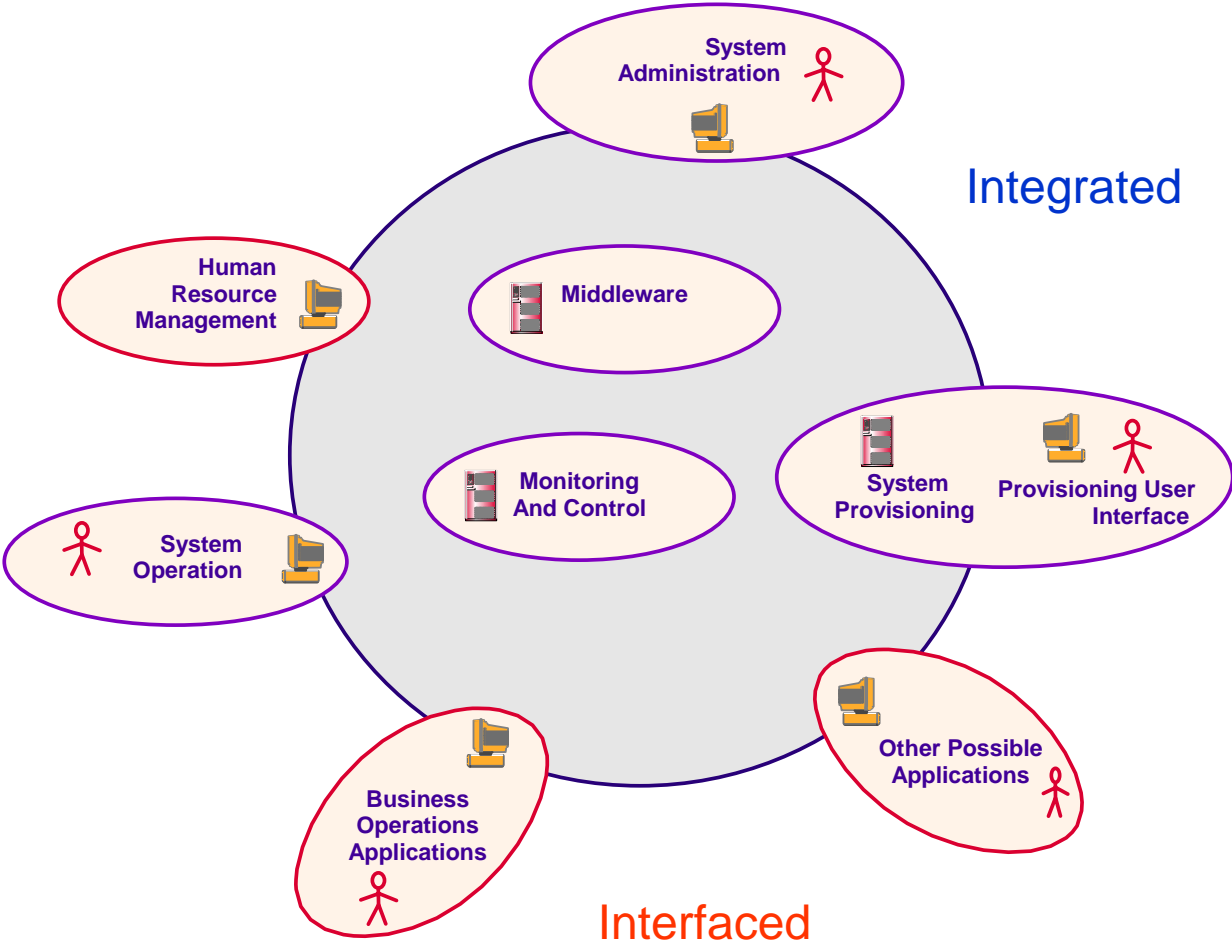 System
Administration
Integrated
Human
Resource
Management
Middleware
Monitoring
And Control
System
Provisioning
Provisioning User
Interface
System
Operation
Other Possible
Applications
Business
Operations
Applications
Interfaced